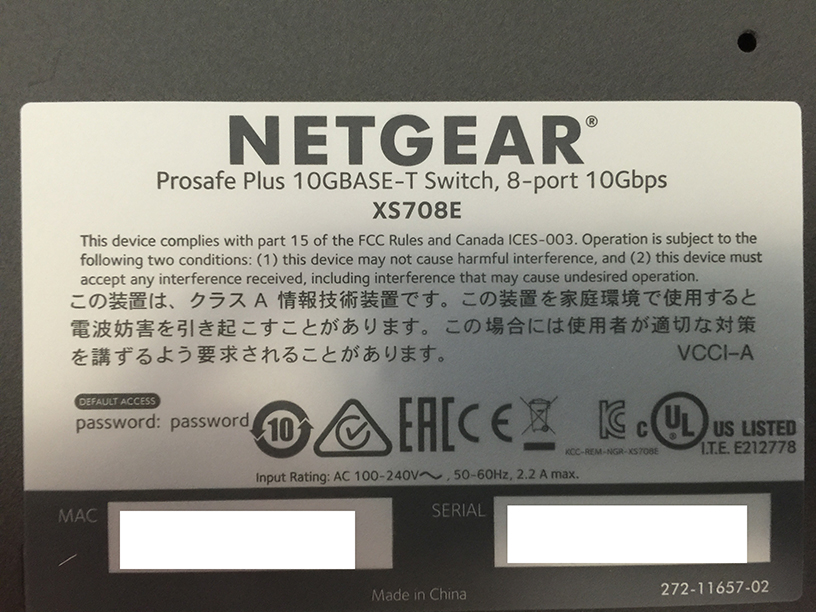 NETGEAR®
Prosafe Plus 10GBASE-T Switch, 8-port 10Gbps
XS708E
This device complies with part 15 of the FCC Rules and Canada ICES-003. Operation is subject to the
following two conditions: (1) this device may not cause harmful interference, and (2) this device must
accept any interference received, including interference that may cause undesired operation.
この装置は、クラス A 情報技術装置です。この装置を家庭環境で使用すると
電波妨害を引き起こすことがあります。この場合には使用者が適切な対策
を講ずるよう要求されることがあります。 VCCI-A
DEFAULT ACCESS
password: password
10
EAC
CE
KCC-REM-NGR-XS708E
c UL® US LISTED
I.T.E. E212778
Input Rating: AC 100-240V～, 50-60Hz, 2.2 A max.
MAC
SERIAL
Made in China
272-11657-02